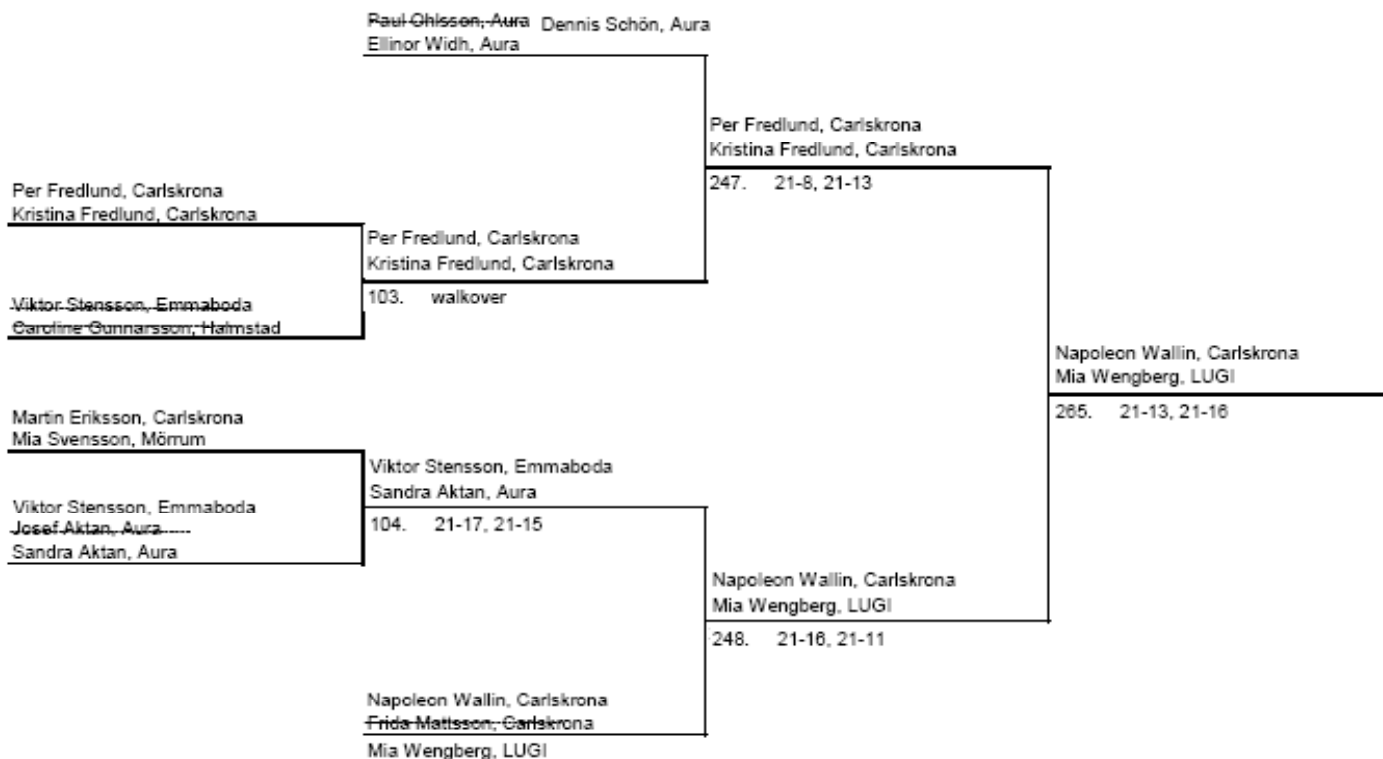 Paul Ohlsson, Aura Dennis Schön, Aura
Ellinor Widh, Aura
Per Fredlund, Carlskrona
Kristina Fredlund, Carlskrona
247. 21-8, 21-13
Per Fredlund, Carlskrona
Kristina Fredlund, Carlskrona
Per Fredlund, Carlskrona
Kristina Fredlund, Carlskrona
103. walkover
Viktor Stensson, Emmaboda
Caroline Gunnarsson, Halmstad
Napoleon Wallin, Carlskrona
Mia Wengberg, LUGI
265. 21-13, 21-16
Martin Eriksson, Carlskrona
Mia Svensson, Mörrum
Viktor Stensson, Emmaboda
Sandra Aktan, Aura
104. 21-17, 21-15
Viktor Stensson, Emmaboda
Josef Aktan, Aura
Sandra Aktan, Aura
Napoleon Wallin, Carlskrona
Mia Wengberg, LUGI
248. 21-16, 21-11
Napoleon Wallin, Carlskrona
Frida Mattsson, Carlskrona
Mia Wengberg, LUGI